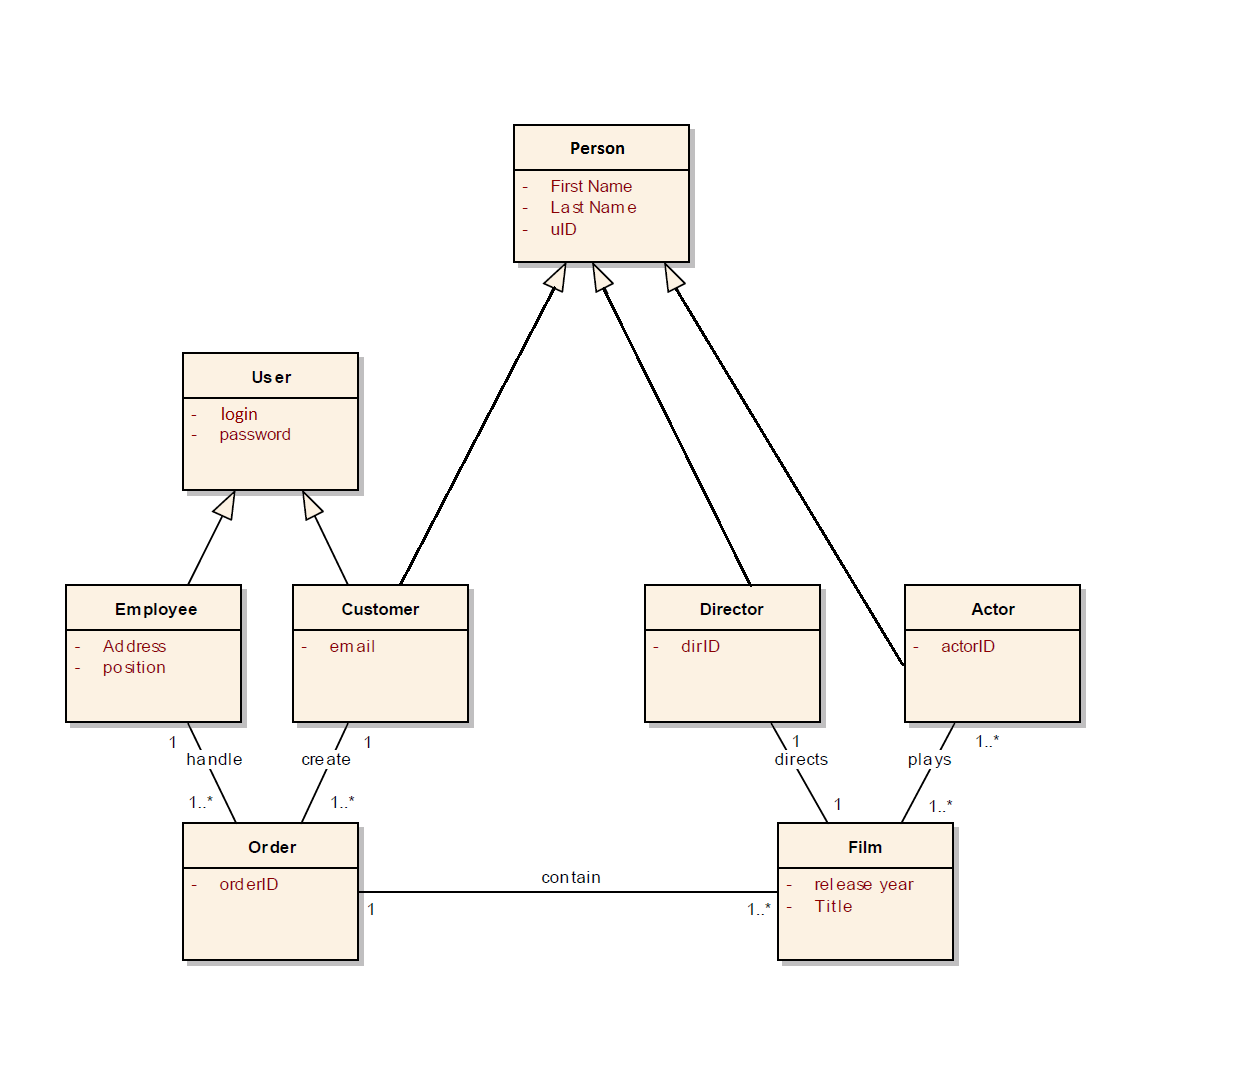 Person
- First Name
- Last Name
- uID
User
- login
- password
Employee
- Address
- position
Customer
- email
Director
- dirID
Actor
- actorID
1
handle
1..*
1
create
1..*
1
directs
1
1..*
plays
1..*
Order
- orderID
contain
1
1..*
Film
- release year
- Title